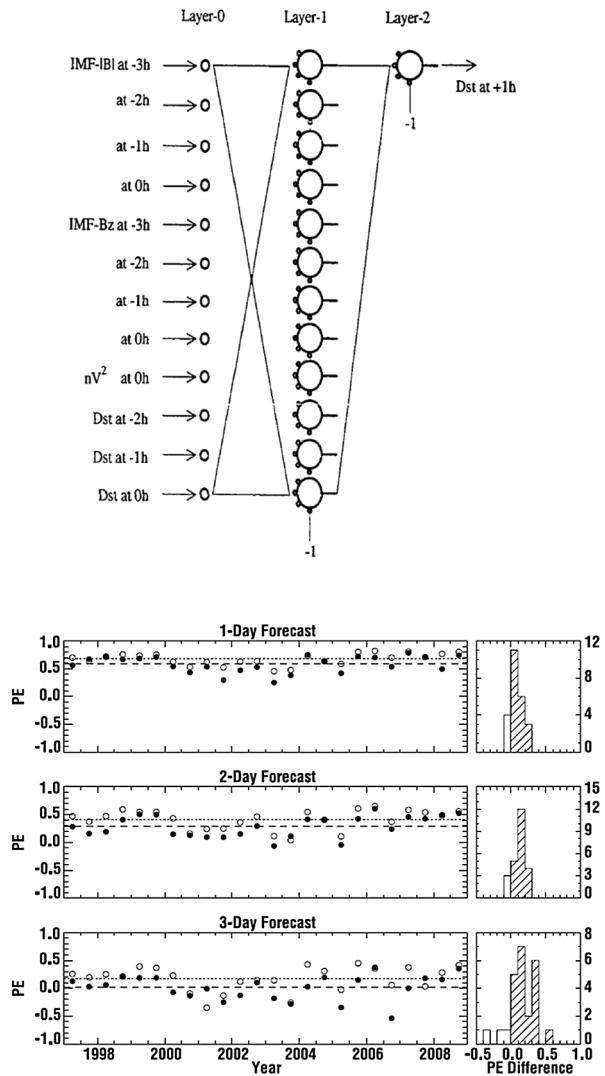 Layer-0 Layer-1 Layer-2
IMF-|B| at -3h
Dst at +1h
at -2h
-1
at -1h
at 0h
IMF-Bz at -3h
at -2h
at -1h
at 0h
nV² at 0h
Dst at -2h
Dst at -1h
Dst at 0h
-1
1-Day Forecast
PE
1.0
0.5
0.0
-0.5
-1.0
12
8
4
0
2-Day Forecast
PE
1.0
0.5
0.0
-0.5
-1.0
15
12
9
6
3
0
3-Day Forecast
PE
1.0
0.5
0.0
-0.5
-1.0
8
6
4
2
0
1998 2000 2002 2004 2006 2008
Year
-0.5 0.0 0.5 1.0
PE Difference